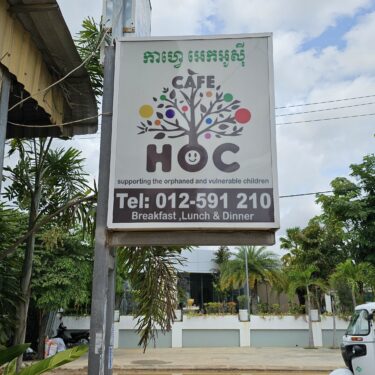 កាហ្វេ អេកអូស៊ី
CAFE
HOC
supporting the orphaned and vulnerable children
Tel: 012-591 210
Breakfast ,Lunch & Dinner